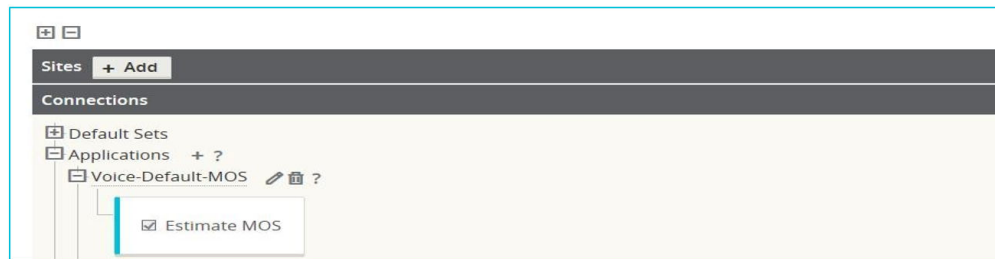 Sites + Add
Connections
Default Sets
Applications + ?
Voice-Default-MOS ?
Estimate MOS